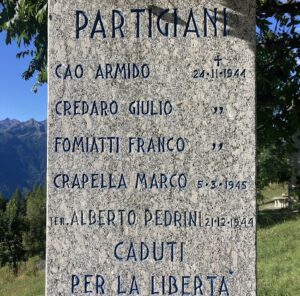 PARTIGIANI
†
CAO ARMIDO 24·11·1944
CREDARO GIULIO ,,
FOMIATTI FRANCO ,,
CRAPELLA MARCO 5·3·1945
TEN. ALBERTO PEDRINI 21·12·1944
CADUTI
PER LA LIBERTÀ